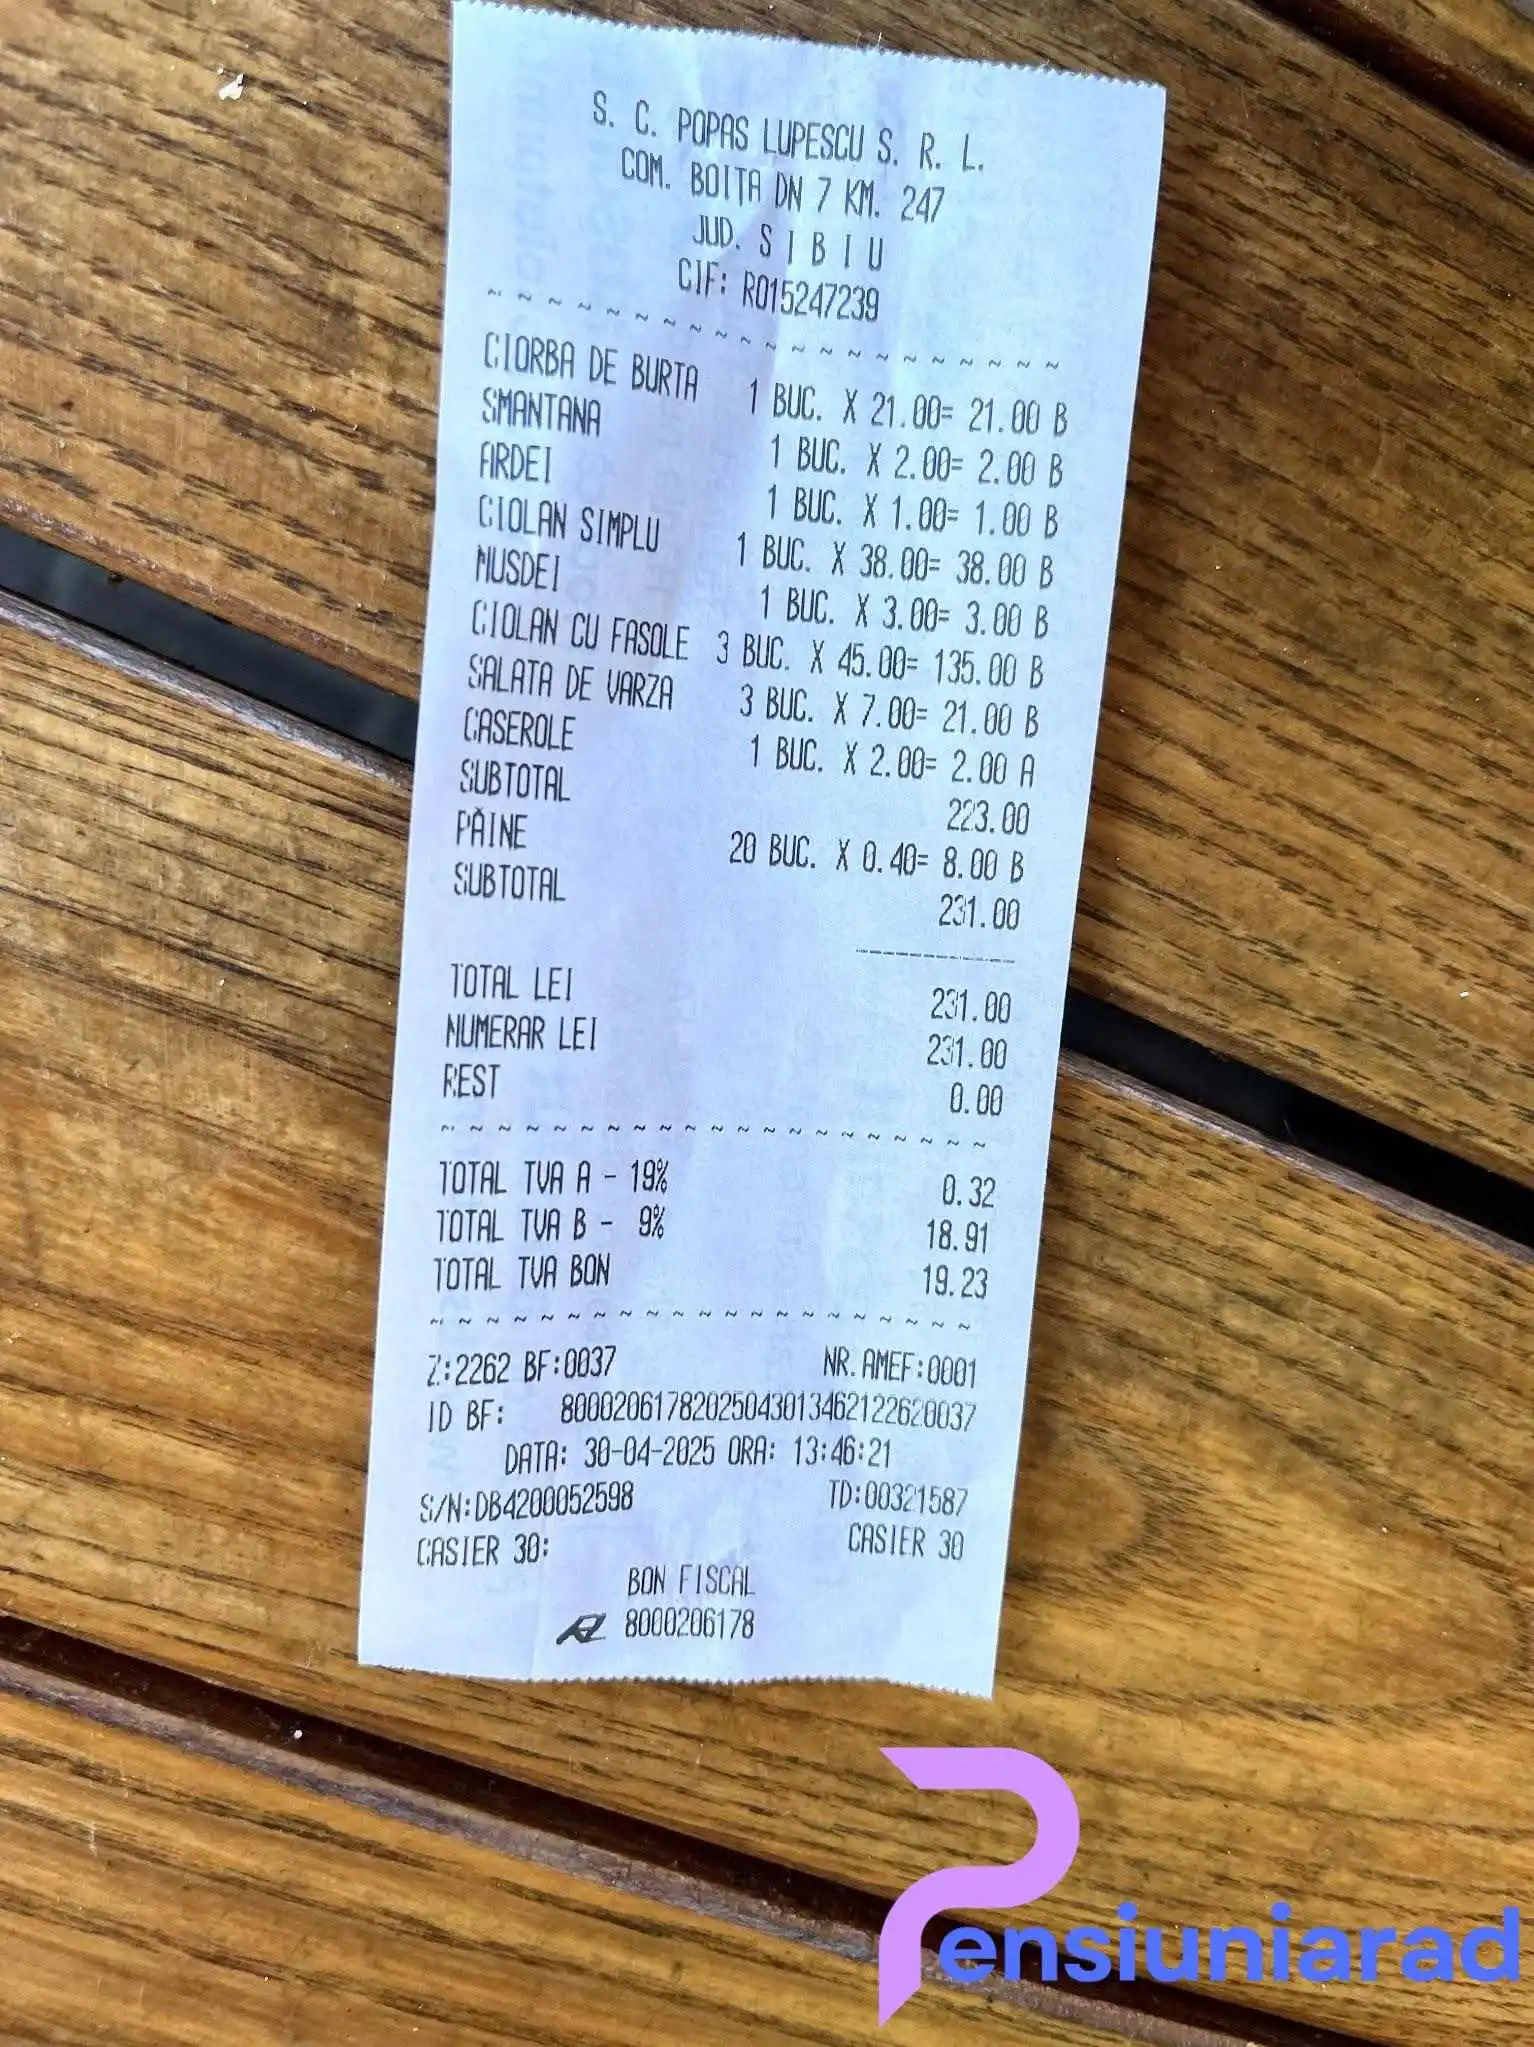 S. C. POPAS LUPESCU S. R. L.
COM. BOIȚA DN 7 KM. 247
JUD. S I B I U
CIF: RO15247239
CIORBA DE BURTA 1 BUC. X 21.00= 21.00 B
SMANTANA 1 BUC. X 2.00= 2.00 B
ARDEI 1 BUC. X 1.00= 1.00 B
CIOLAN SIMPLU 1 BUC. X 38.00= 38.00 B
MUSDEI 1 BUC. X 3.00= 3.00 B
CIOLAN CU FASOLE 3 BUC. X 45.00= 135.00 B
SALATA DE VARZA 3 BUC. X 7.00= 21.00 B
CASEROLE 1 BUC. X 2.00= 2.00 A
SUBTOTAL 223.00
PĂINE 20 BUC. X 0.40= 8.00 B
SUBTOTAL 231.00
TOTAL LEI 231.00
NUMERAR LEI 231.00
REST 0.00
TOTAL TVA A - 19% 0.32
TOTAL TVA B - 9% 18.91
TOTAL TVA BON 19.23
Z:2262 BF:0037 NR.AMEF:0001
ID BF: 80002061782025043013462122620037
DATA: 30-04-2025 ORA: 13:46:21
S/N:DB4200052598 TD:00321587
CASIER 30: CASIER 30
BON FISCAL
8000206178
Pensiuniarad